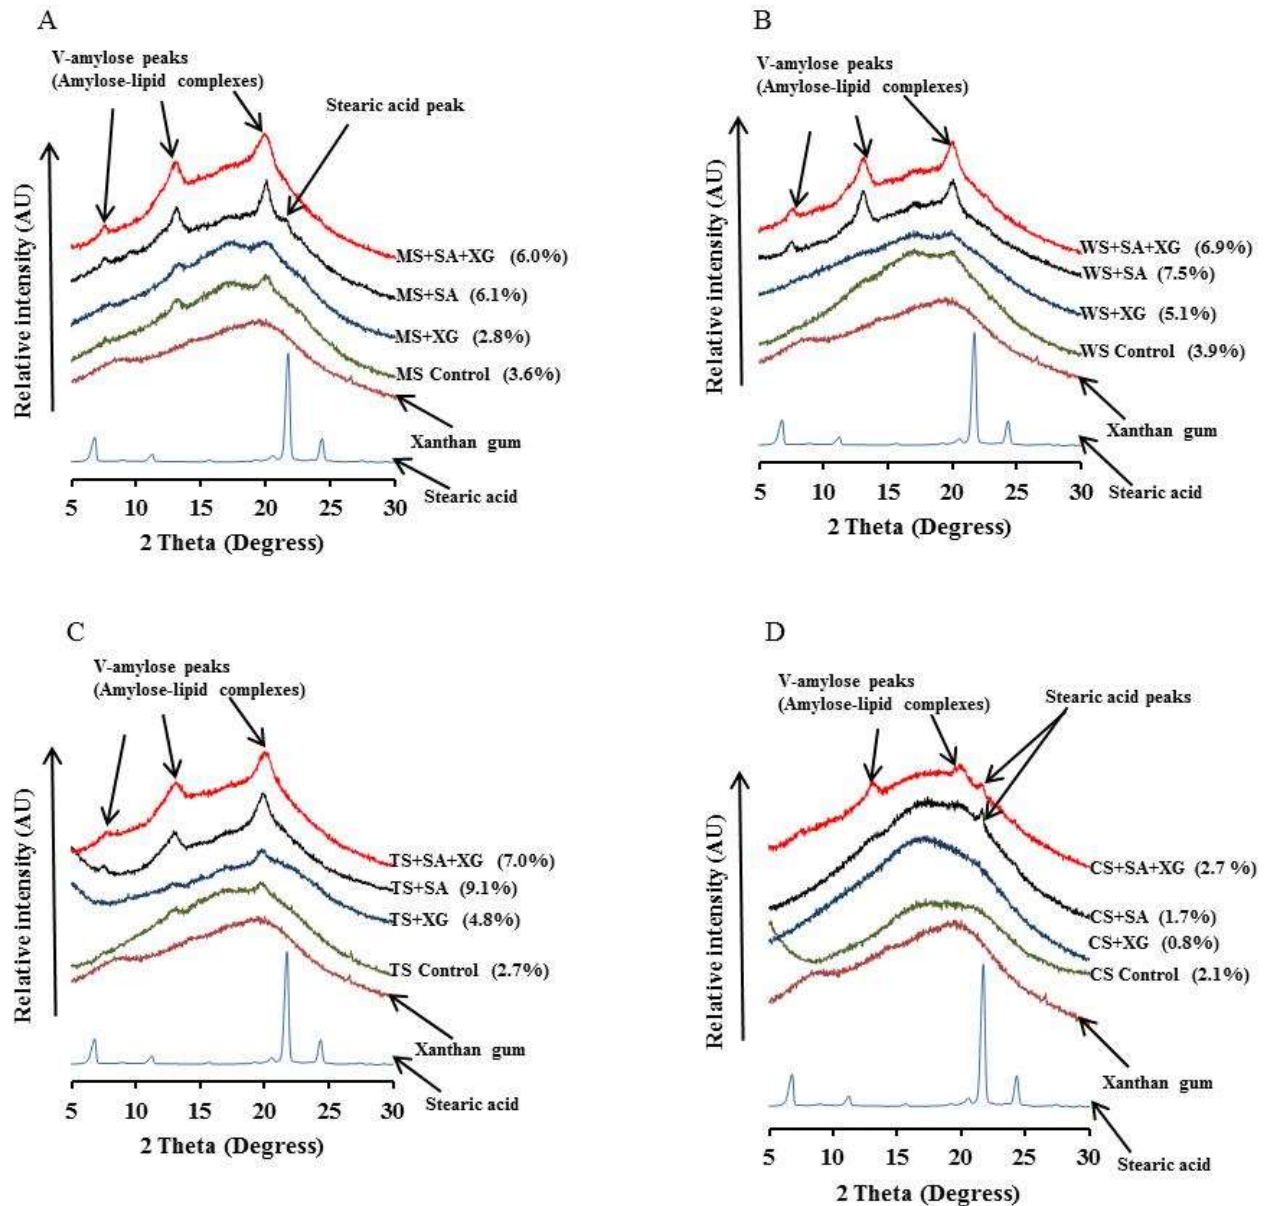 A
V-amylose peaks
(Amylose-lipid complexes)
Stearic acid peak
Relative intensity (AU)
MS+SA+XG (6.0%)
MS+SA (6.1%)
MS+XG (2.8%)
MS Control (3.6%)
Xanthan gum
Stearic acid
5 10 15 20 25 30
2 Theta (Degress)
B
V-amylose peaks
(Amylose-lipid complexes)
Relative intensity (AU)
WS+SA+XG (6.9%)
WS+SA (7.5%)
WS+XG (5.1%)
WS Control (3.9%)
Xanthan gum
Stearic acid
5 10 15 20 25 30
2 Theta (Degress)
C
V-amylose peaks
(Amylose-lipid complexes)
Relative intensity (AU)
TS+SA+XG (7.0%)
TS+SA (9.1%)
TS+XG (4.8%)
TS Control (2.7%)
Xanthan gum
Stearic acid
5 10 15 20 25 30
2 Theta (Degress)
D
V-amylose peaks
(Amylose-lipid complexes)
Stearic acid peaks
Relative intensity (AU)
CS+SA+XG (2.7 %)
CS+SA (1.7%)
CS+XG (0.8%)
CS Control (2.1%)
Xanthan gum
Stearic acid
5 10 15 20 25 30
2 Theta (Degress)